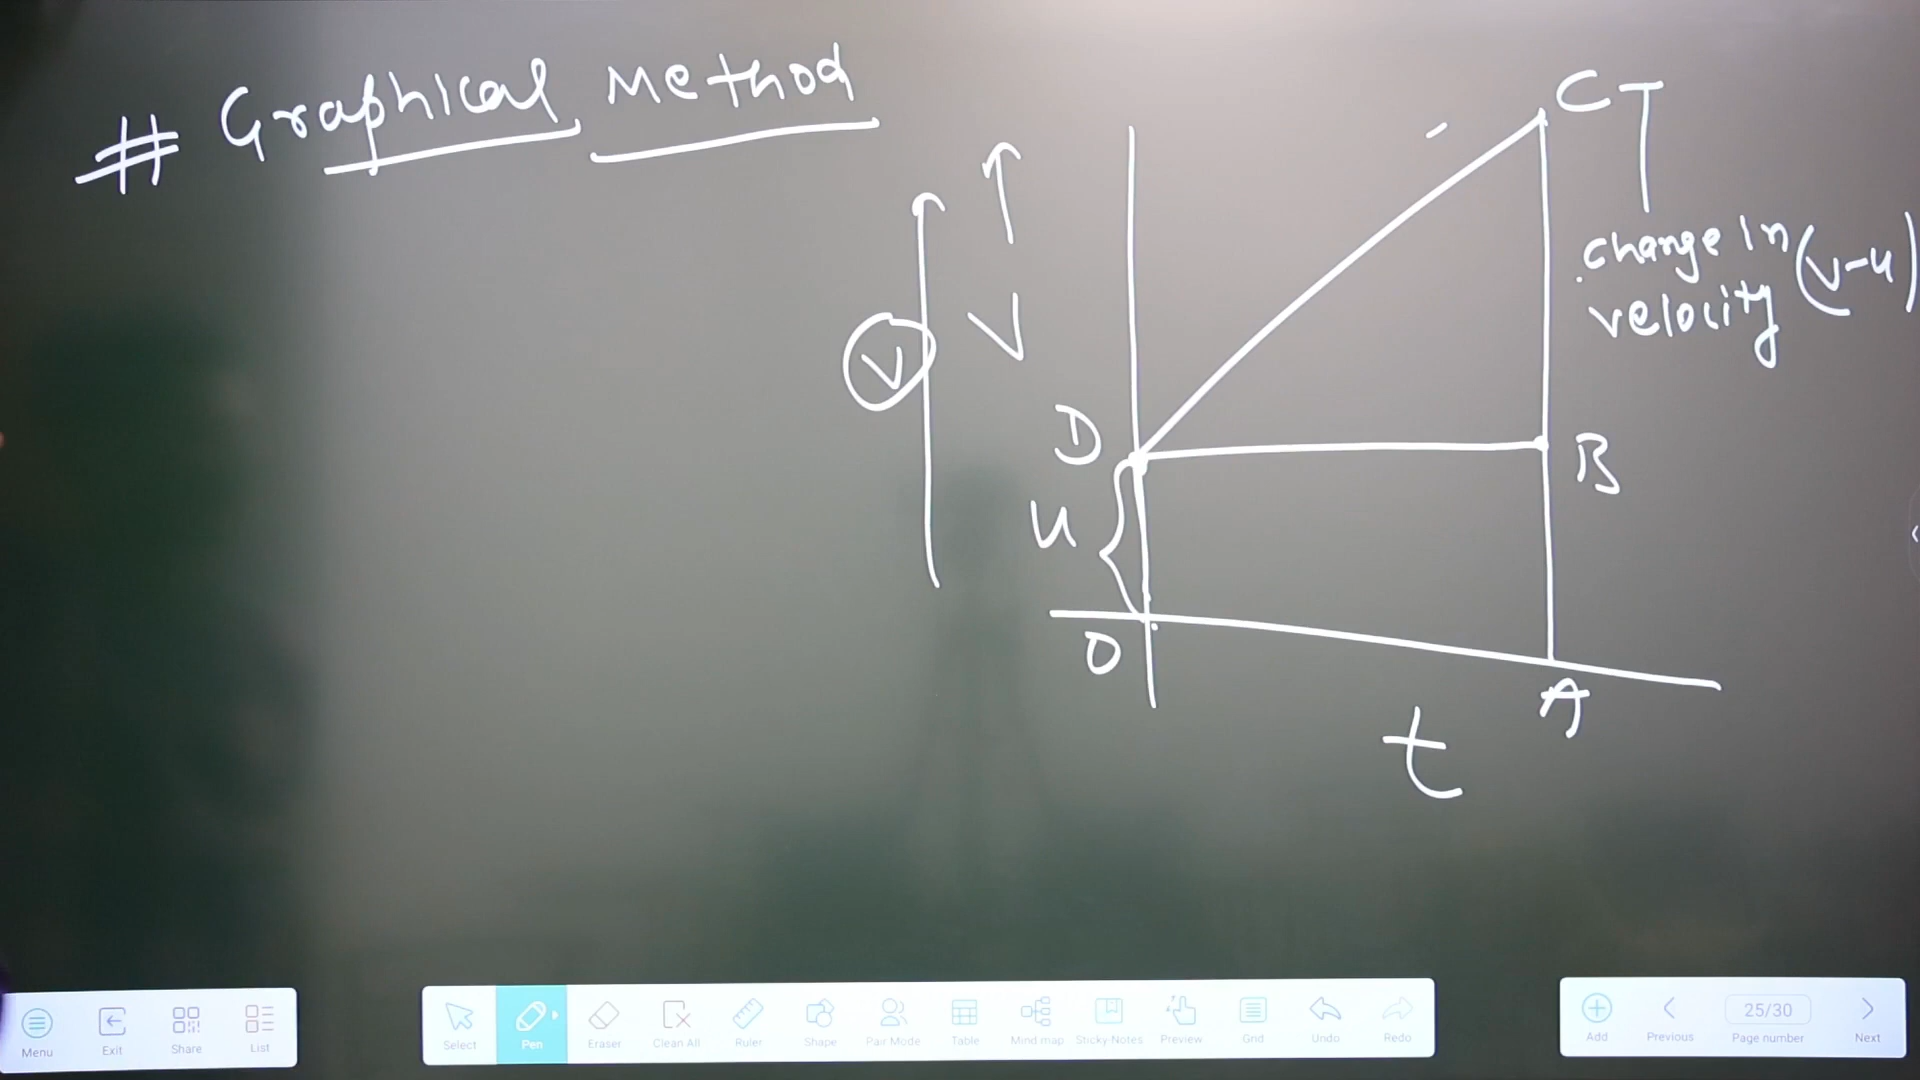 # Graphical Method
C
V
V
change in (v-u)
velocity
D
B
u
O
A
t
Menu
Exit
Share
List
Select
Pen
Eraser
Clean All
Ruler
Shape
Pair Mode
Table
Mind map
Sticky Notes
Preview
Grid
Undo
Redo
Add
Previous
25/30
Page number
Next